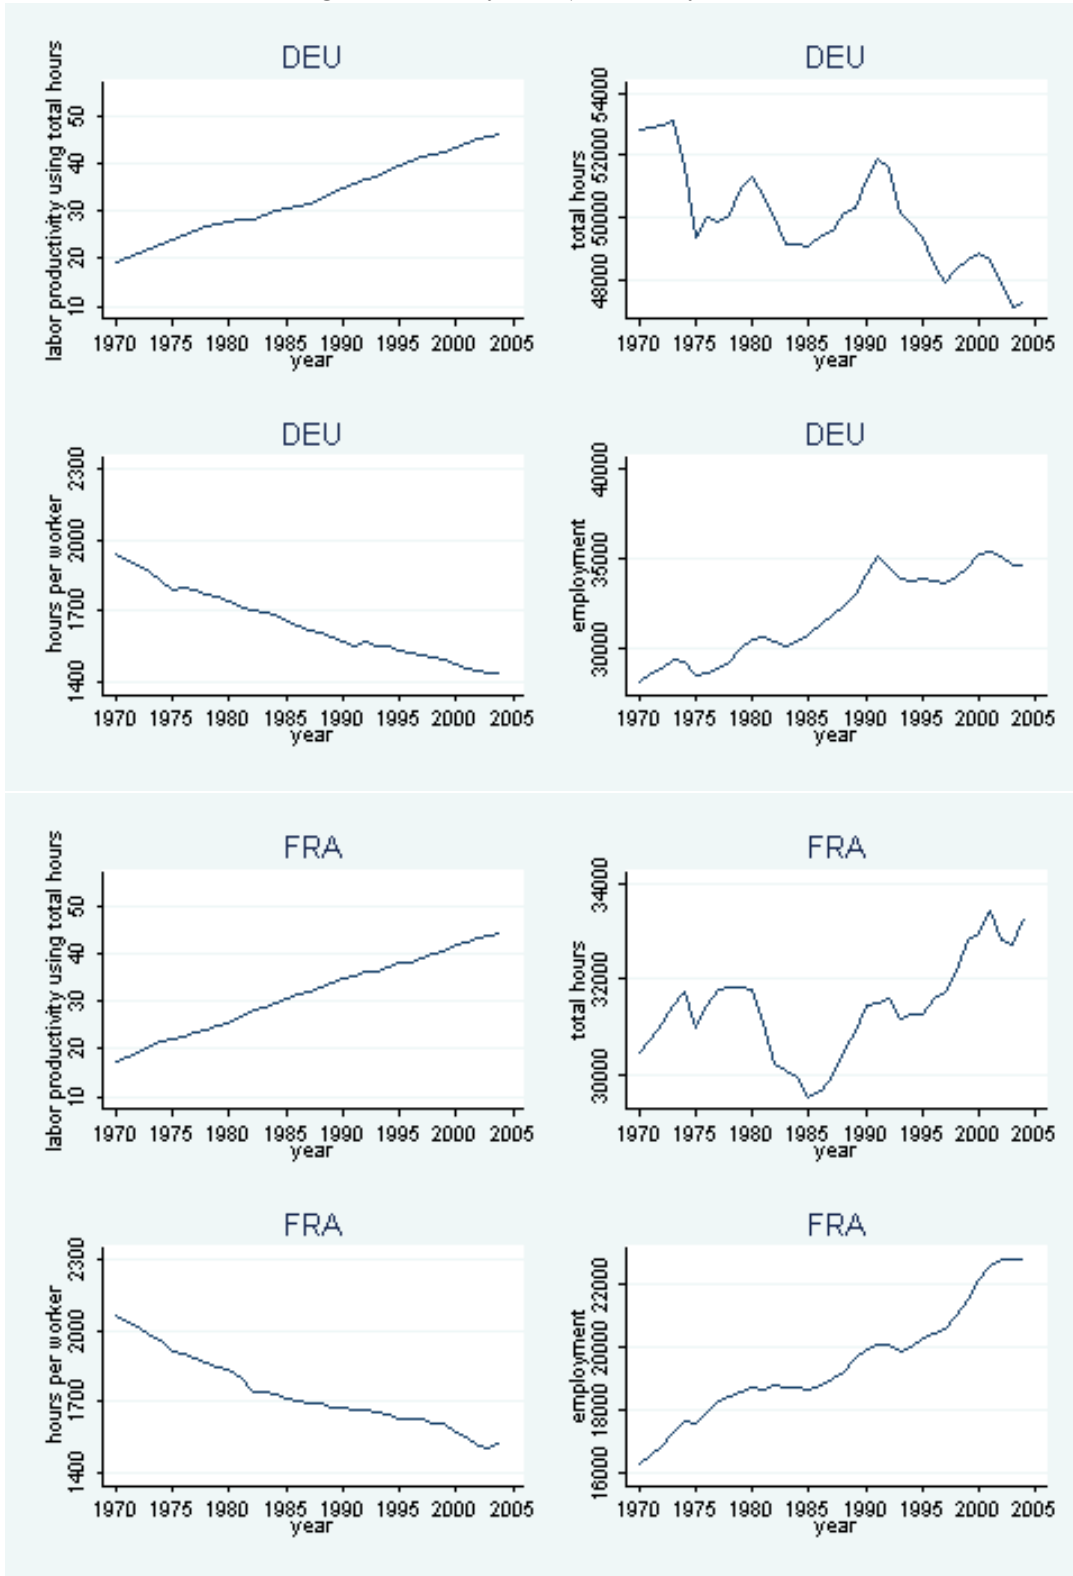 DEU
labor productivity using total hours
50
40
30
20
10
1970 1975 1980 1985 1990 1995 2000 2005
year
DEU
total hours
54000
52000
50000
48000
1970 1975 1980 1985 1990 1995 2000 2005
year
DEU
hours per worker
2300
2000
1700
1400
1970 1975 1980 1985 1990 1995 2000 2005
year
DEU
employment
40000
35000
30000
1970 1975 1980 1985 1990 1995 2000 2005
year
FRA
labor productivity using total hours
50
40
30
20
10
1970 1975 1980 1985 1990 1995 2000 2005
year
FRA
total hours
34000
32000
30000
1970 1975 1980 1985 1990 1995 2000 2005
year
FRA
hours per worker
2300
2000
1700
1400
1970 1975 1980 1985 1990 1995 2000 2005
year
FRA
employment
22000
20000
18000
16000
1970 1975 1980 1985 1990 1995 2000 2005
year